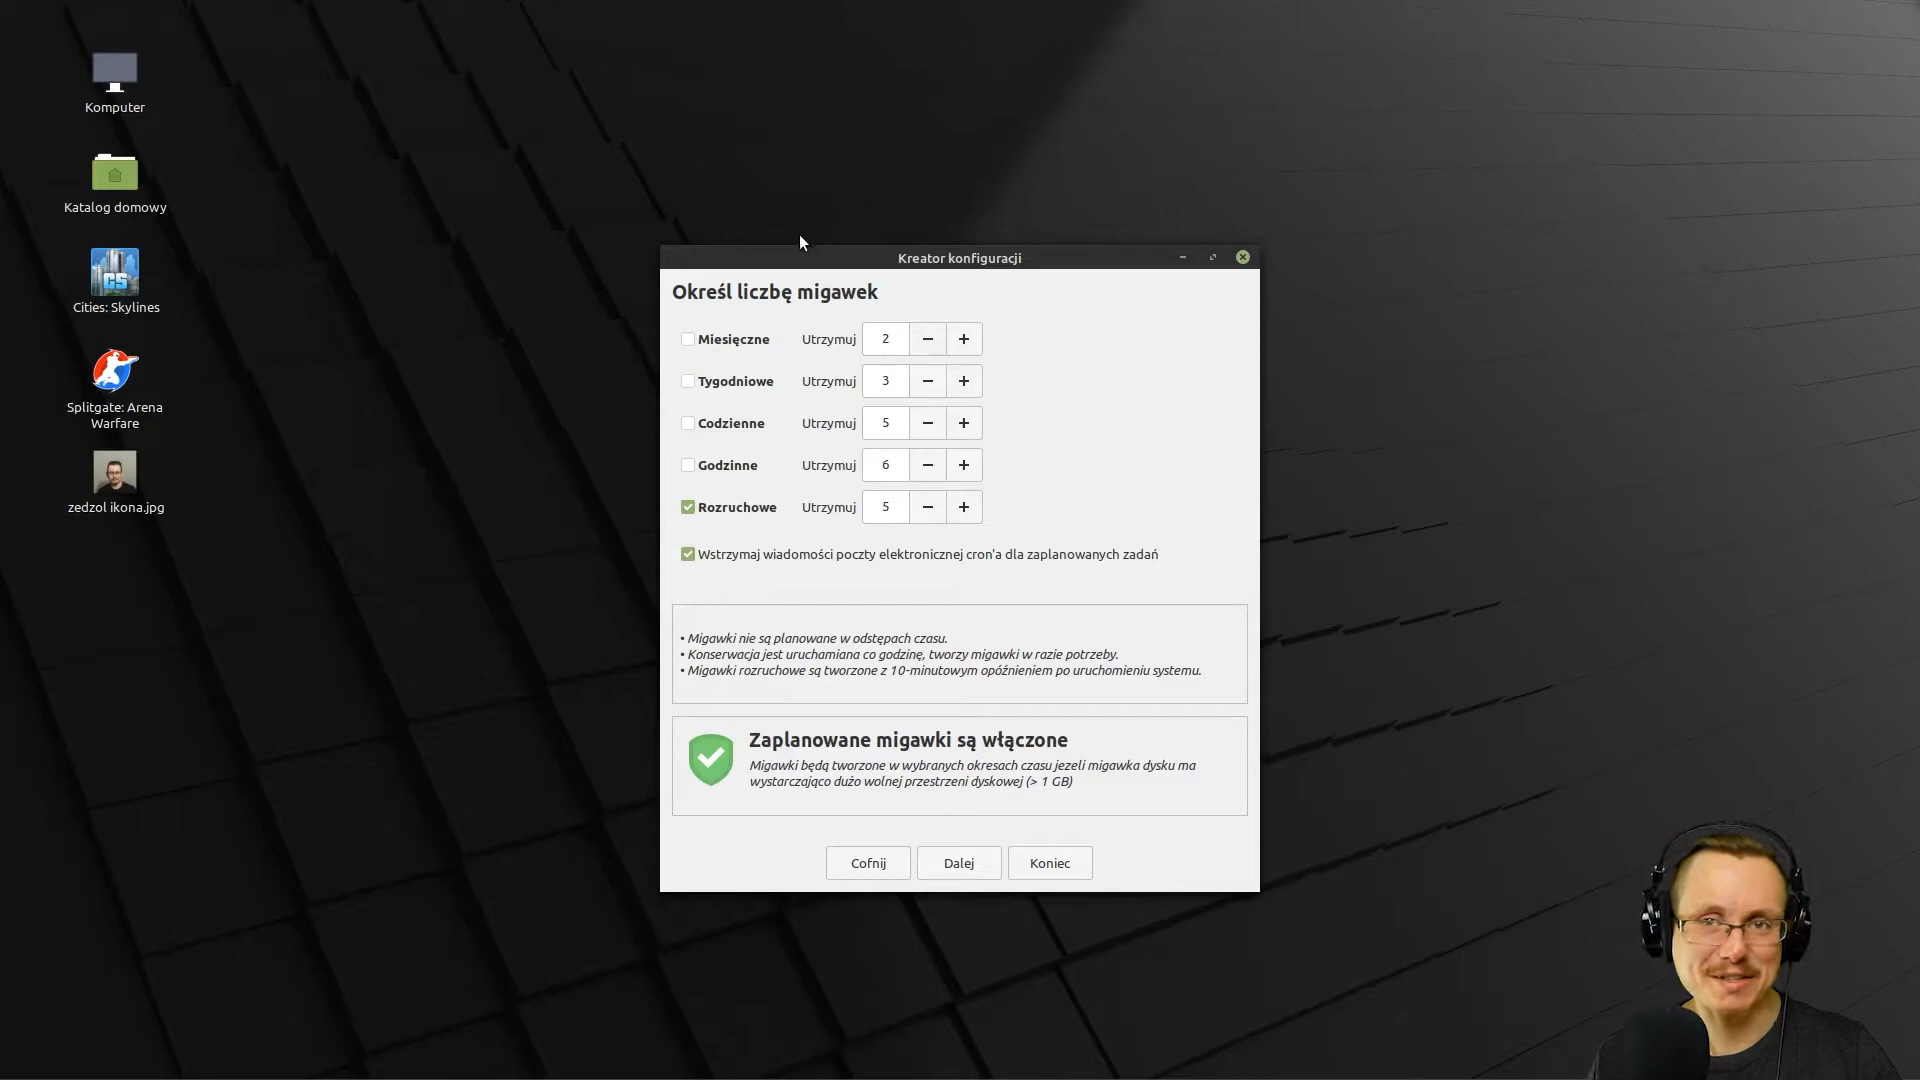 Komputer
Katalog domowy
CS
Cities: Skylines
Splitgate: Arena
Warfare
zedzol ikona.jpg
Kreator konfiguracji
Określ liczbę migawek
Miesięczne Utrzymuj 2 − +
Tygodniowe Utrzymuj 3 − +
Codzienne Utrzymuj 5 − +
Godzinne Utrzymuj 6 − +
Rozruchowe Utrzymuj 5 − +
Wstrzymaj wiadomości poczty elektronicznej cron'a dla zaplanowanych zadań
• Migawki nie są planowane w odstępach czasu.
• Konserwacja jest uruchamiana co godzinę, tworzy migawki w razie potrzeby.
• Migawki rozruchowe są tworzone z 10-minutowym opóźnieniem po uruchomieniu systemu.
Zaplanowane migawki są włączone
Migawki będą tworzone w wybranych okresach czasu jezeli migawka dysku ma
wystarczająco dużo wolnej przestrzeni dyskowej (> 1 GB)
Cofnij Dalej Koniec